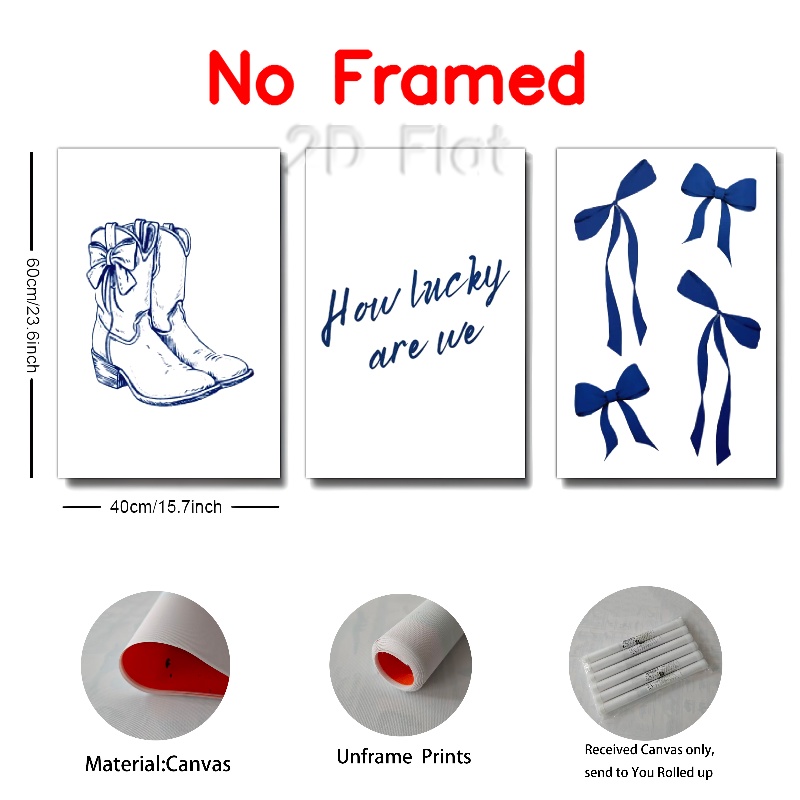 No Framed
2D Flat
60cm/23.6inch
How lucky
are we
40cm/15.7inch
Material:Canvas
Unframe Prints
Received Canvas only,
send to You Rolled up